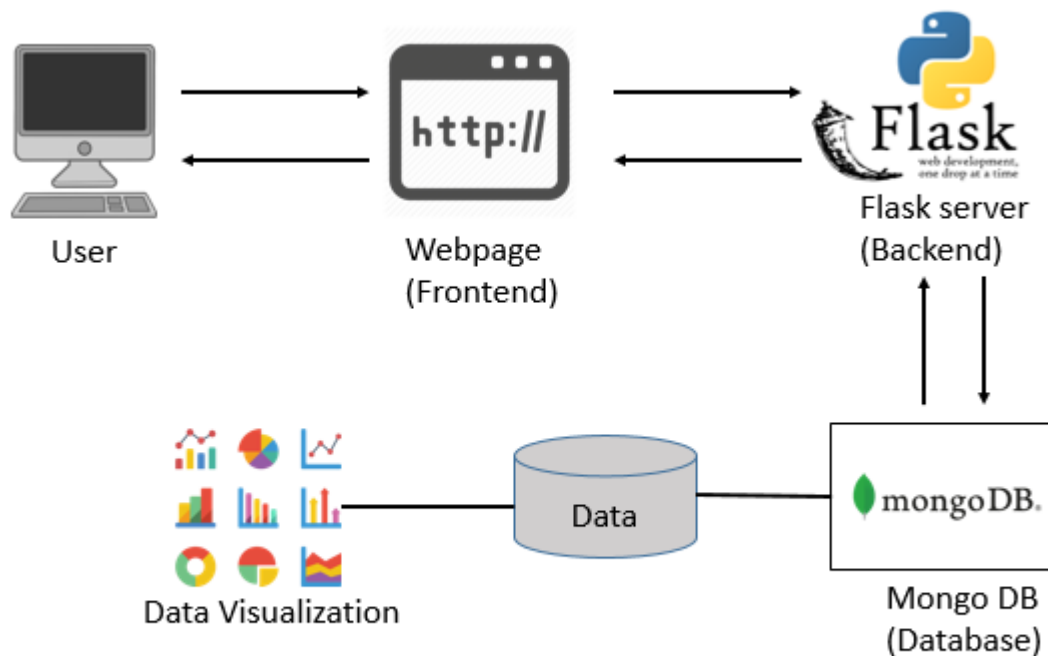 http://
Flask
web development,
one drop at a time
User
Webpage
(Frontend)
Flask server
(Backend)
Data
mongoDB.
Data Visualization
Mongo DB
(Database)